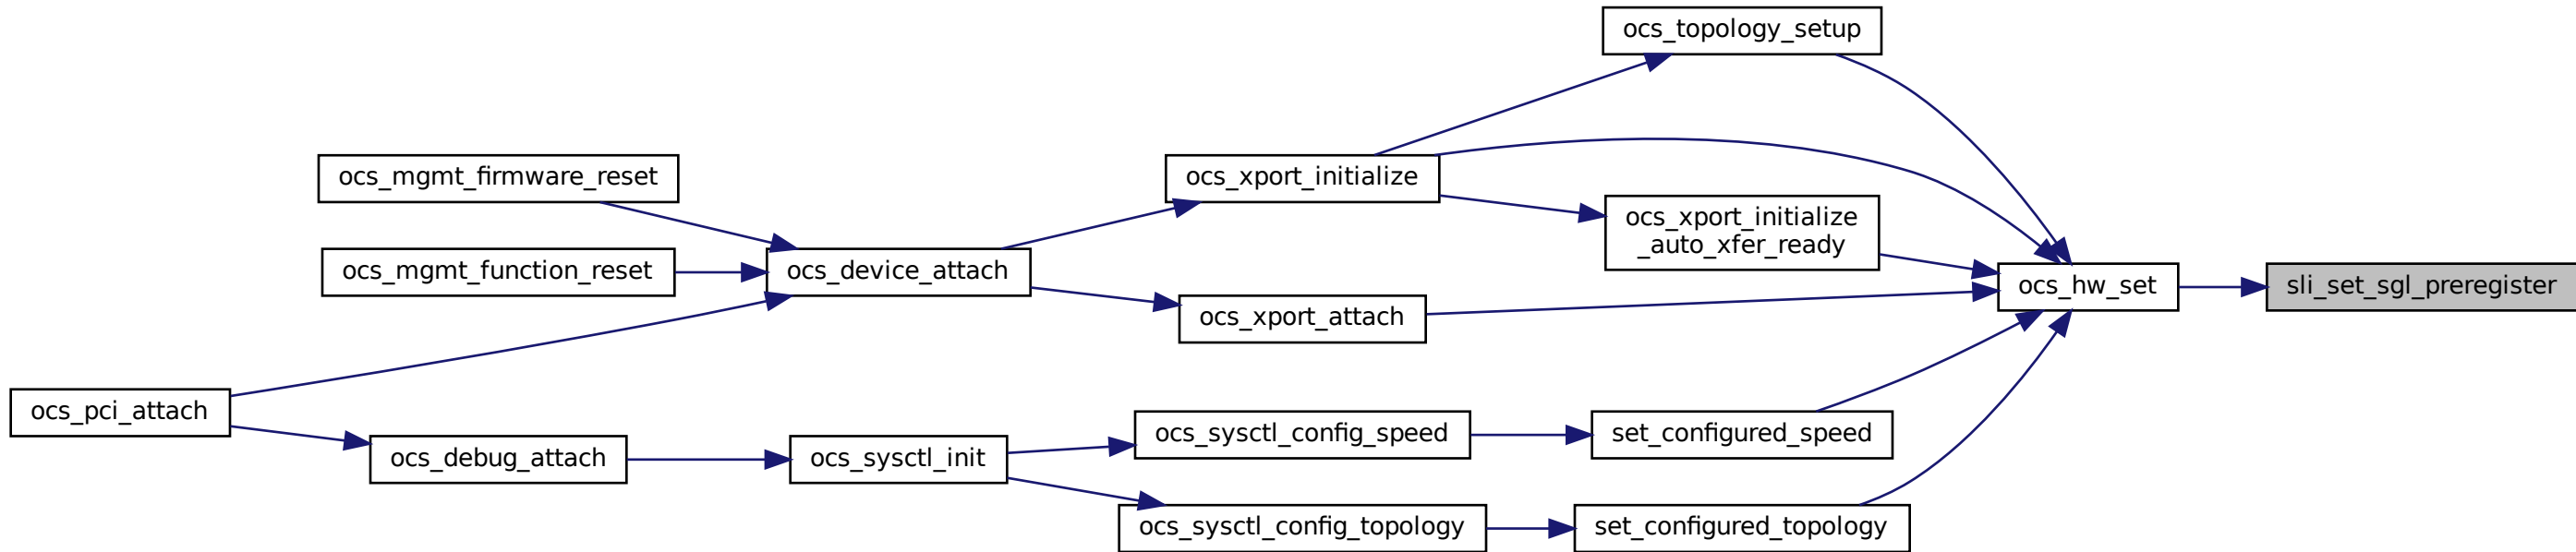 ocs_topology_setup
ocs_mgmt_firmware_reset
ocs_xport_initialize
ocs_xport_initialize
_auto_xfer_ready
ocs_mgmt_function_reset
ocs_device_attach
ocs_hw_set
sli_set_sgl_preregister
ocs_xport_attach
ocs_pci_attach
ocs_sysctl_config_speed
set_configured_speed
ocs_debug_attach
ocs_sysctl_init
ocs_sysctl_config_topology
set_configured_topology